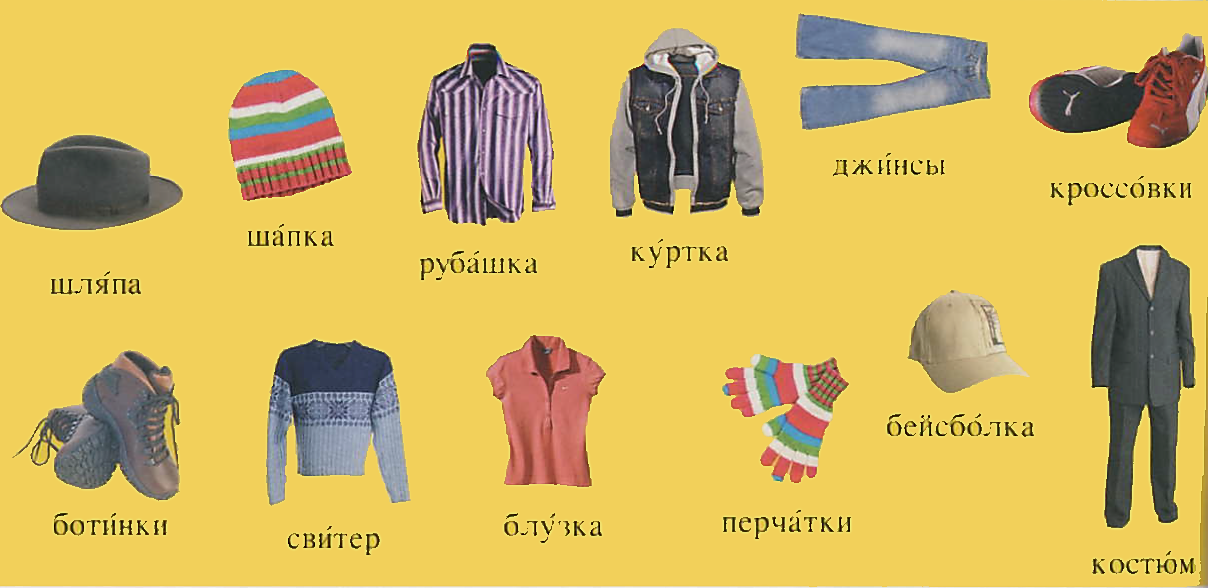 шля́па
ша́пка
руба́шка
ку́ртка
джи́нсы
кроссо́вки
боти́нки
сви́тер
блу́зка
перча́тки
бейсбо́лка
костю́м